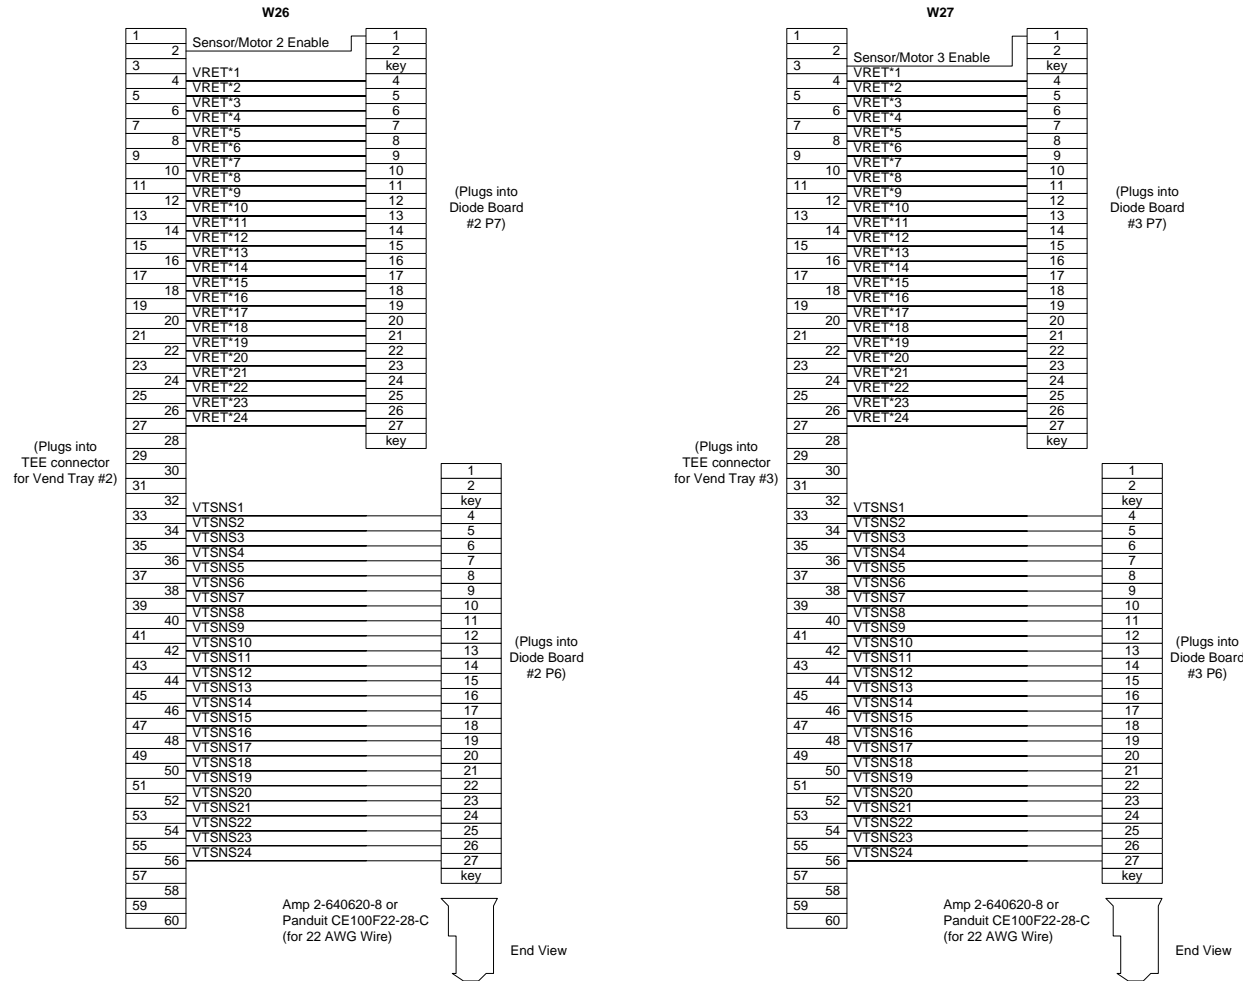 W26
1
2
3
4
5
6
7
8
9
10
11
12
13
14
15
16
17
18
19
20
21
22
23
24
25
26
27
28
29
30
31
32
33
34
35
36
37
38
39
40
41
42
43
44
45
46
47
48
49
50
51
52
53
54
55
56
57
58
59
60
(Plugs into
TEE connector
for Vend Tray #2)
Sensor/Motor 2 Enable
VRET*1
VRET*2
VRET*3
VRET*4
VRET*5
VRET*6
VRET*7
VRET*8
VRET*9
VRET*10
VRET*11
VRET*12
VRET*13
VRET*14
VRET*15
VRET*16
VRET*17
VRET*18
VRET*19
VRET*20
VRET*21
VRET*22
VRET*23
VRET*24
1
2
key
4
5
6
7
8
9
10
11
12
13
14
15
16
17
18
19
20
21
22
23
24
25
26
27
key
(Plugs into
Diode Board
#2 P7)
VTSNS1
VTSNS2
VTSNS3
VTSNS4
VTSNS5
VTSNS6
VTSNS7
VTSNS8
VTSNS9
VTSNS10
VTSNS11
VTSNS12
VTSNS13
VTSNS14
VTSNS15
VTSNS16
VTSNS17
VTSNS18
VTSNS19
VTSNS20
VTSNS21
VTSNS22
VTSNS23
VTSNS24
1
2
key
4
5
6
7
8
9
10
11
12
13
14
15
16
17
18
19
20
21
22
23
24
25
26
27
key
(Plugs into
Diode Board
#2 P6)
Amp 2-640620-8 or
Panduit CE100F22-28-C
(for 22 AWG Wire)
End View
W27
1
2
3
4
5
6
7
8
9
10
11
12
13
14
15
16
17
18
19
20
21
22
23
24
25
26
27
28
29
30
31
32
33
34
35
36
37
38
39
40
41
42
43
44
45
46
47
48
49
50
51
52
53
54
55
56
57
58
59
60
(Plugs into
TEE connector
for Vend Tray #3)
Sensor/Motor 3 Enable
VRET*1
VRET*2
VRET*3
VRET*4
VRET*5
VRET*6
VRET*7
VRET*8
VRET*9
VRET*10
VRET*11
VRET*12
VRET*13
VRET*14
VRET*15
VRET*16
VRET*17
VRET*18
VRET*19
VRET*20
VRET*21
VRET*22
VRET*23
VRET*24
1
2
key
4
5
6
7
8
9
10
11
12
13
14
15
16
17
18
19
20
21
22
23
24
25
26
27
key
(Plugs into
Diode Board
#3 P7)
VTSNS1
VTSNS2
VTSNS3
VTSNS4
VTSNS5
VTSNS6
VTSNS7
VTSNS8
VTSNS9
VTSNS10
VTSNS11
VTSNS12
VTSNS13
VTSNS14
VTSNS15
VTSNS16
VTSNS17
VTSNS18
VTSNS19
VTSNS20
VTSNS21
VTSNS22
VTSNS23
VTSNS24
1
2
key
4
5
6
7
8
9
10
11
12
13
14
15
16
17
18
19
20
21
22
23
24
25
26
27
key
(Plugs into
Diode Board
#3 P6)
Amp 2-640620-8 or
Panduit CE100F22-28-C
(for 22 AWG Wire)
End View